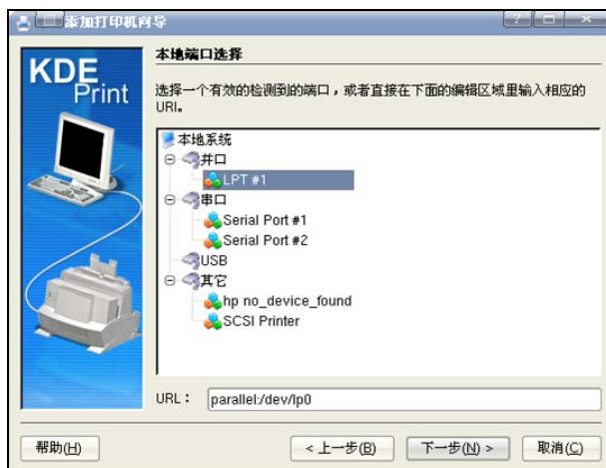 添加打印机向导
KDE
Print
本地端口选择
选择一个有效的检测到的端口，或者直接在下面的编辑区域里输入相应的
URI。
本地系统
并口
LPT #1
串口
Serial Port #1
Serial Port #2
USB
其它
hp no_device_found
SCSI Printer
URL： parallel:/dev/lp0
帮助(H) < 上一步(B) 下一步(N) > 取消(C)